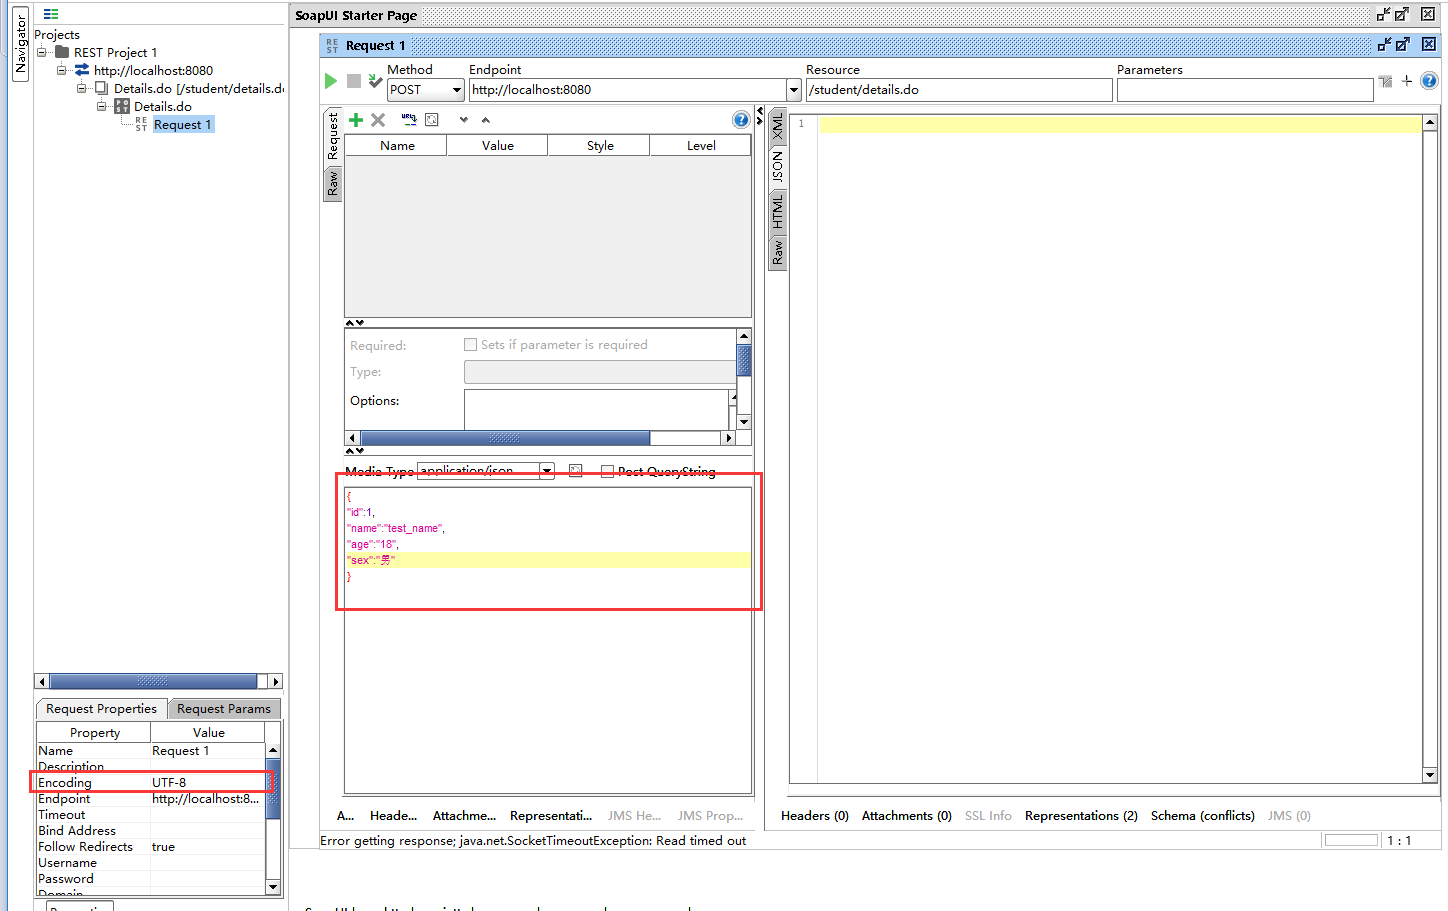 Navigator
Projects
REST Project 1
http://localhost:8080
Details.do [/student/details.do
Details.do
REST
Request 1
SoapUI Starter Page
REST
Request 1
Method
Endpoint
Resource
Parameters
POST
http://localhost:8080
/student/details.do
Request
Raw
Name Value Style Level
Required:
Sets if parameter is required
Type:
Options:
Media Type application/json
Post QueryString
{
"id":1,
"name":"test_name",
"age":"18",
"sex":"男"
}
A... Heade... Attachme... Representati... JMS He... JMS Prop...
XML
JSON
HTML
Raw
1
Headers (0) Attachments (0) SSL Info Representations (2) Schema (conflicts) JMS (0)
Error getting response; java.net.SocketTimeoutException: Read timed out
1 : 1
Request Properties Request Params
Property Value
Name Request 1
Description
Encoding UTF-8
Endpoint http://localhost:8...
Timeout
Bind Address
Follow Redirects true
Username
Password
Domain